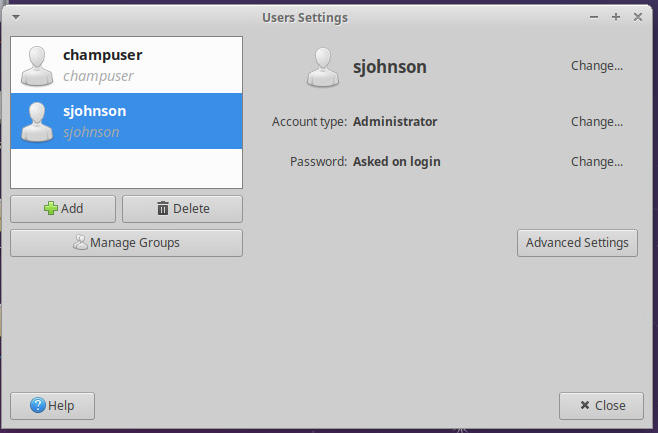 Users Settings
champuser
champuser
sjohnson
sjohnson
Add
Delete
Manage Groups
sjohnson
Change...
Account type: Administrator
Change...
Password: Asked on login
Change...
Advanced Settings
Help
Close